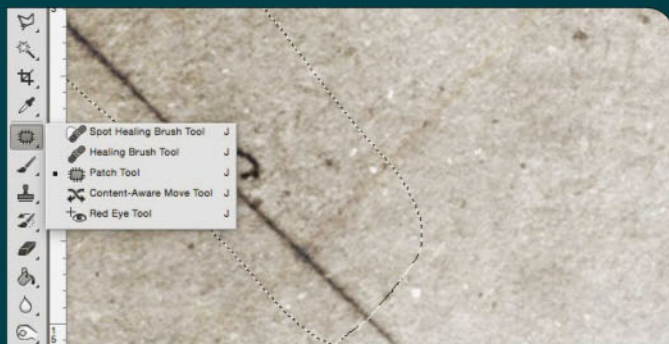 Spot Healing Brush Tool J
Healing Brush Tool J
Patch Tool J
Content-Aware Move Tool J
Red Eye Tool J